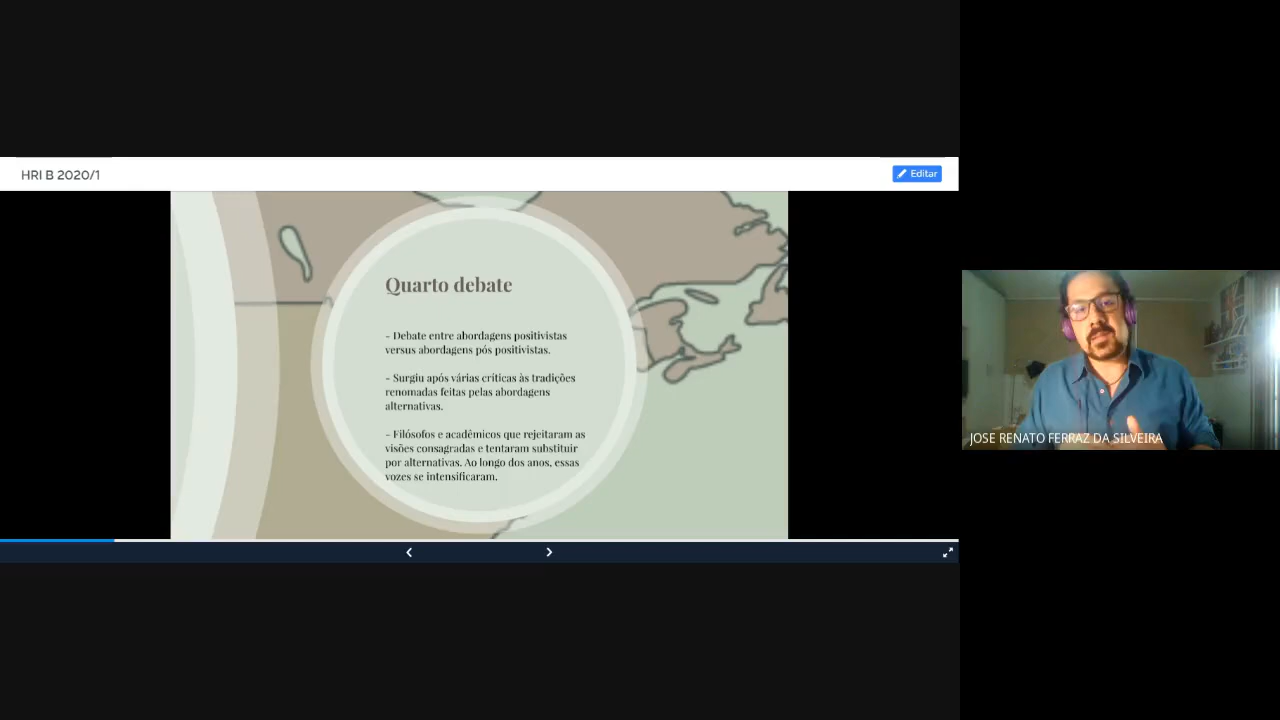 HRI B 2020/1
Editar
Quarto debate
- Debate entre abordagens positivistas
versus abordagens pós positivistas.
- Surgiu após várias críticas às tradições
renomadas feitas pelas abordagens
alternativas.
- Filósofos e acadêmicos que rejeitaram as
visões consagradas e tentaram substituir
por alternativas. Ao longo dos anos, essas
vozes se intensificaram.
JOSE RENATO FERRAZ DA SILVEIRA